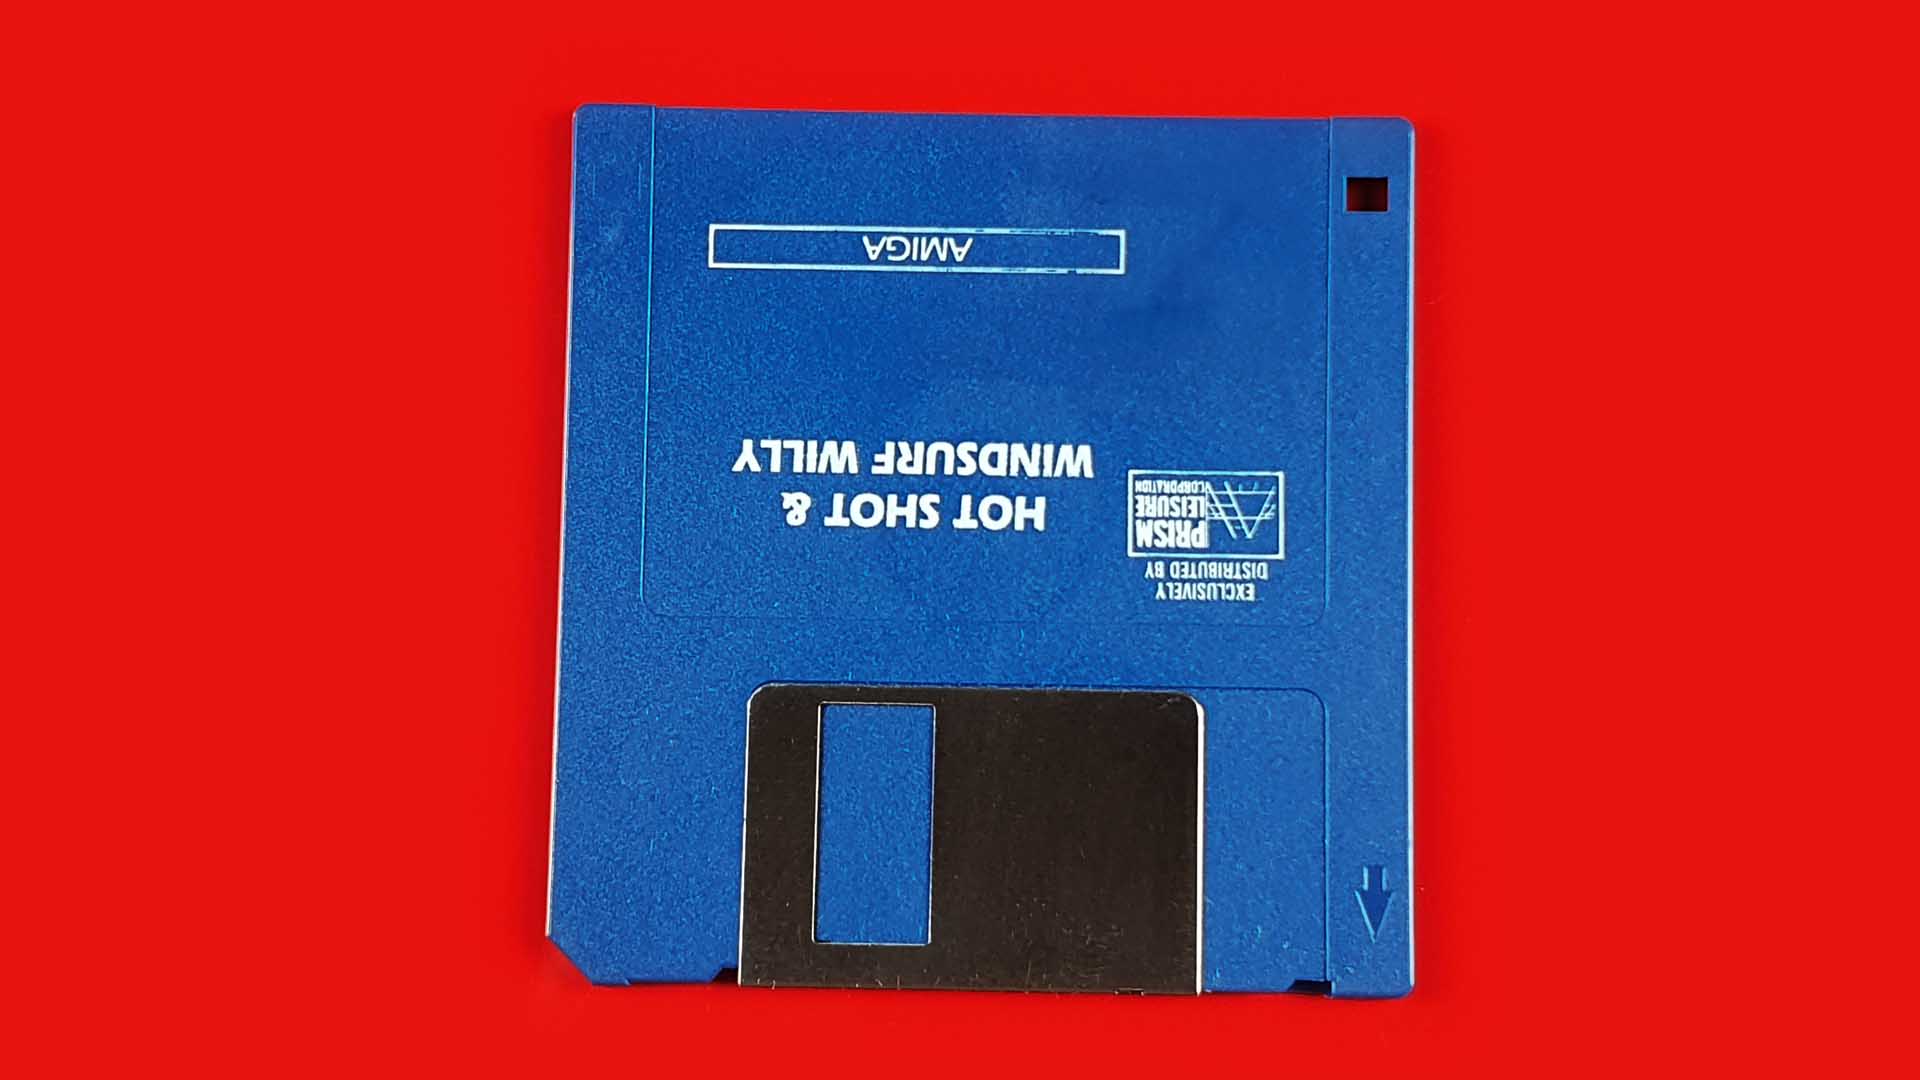 EXCLUSIVELY
DISTRIBUTED BY
PRISM
LEISURE
CORPORATION
HOT SHOT &
WINDSURF WILLY
AMIGA